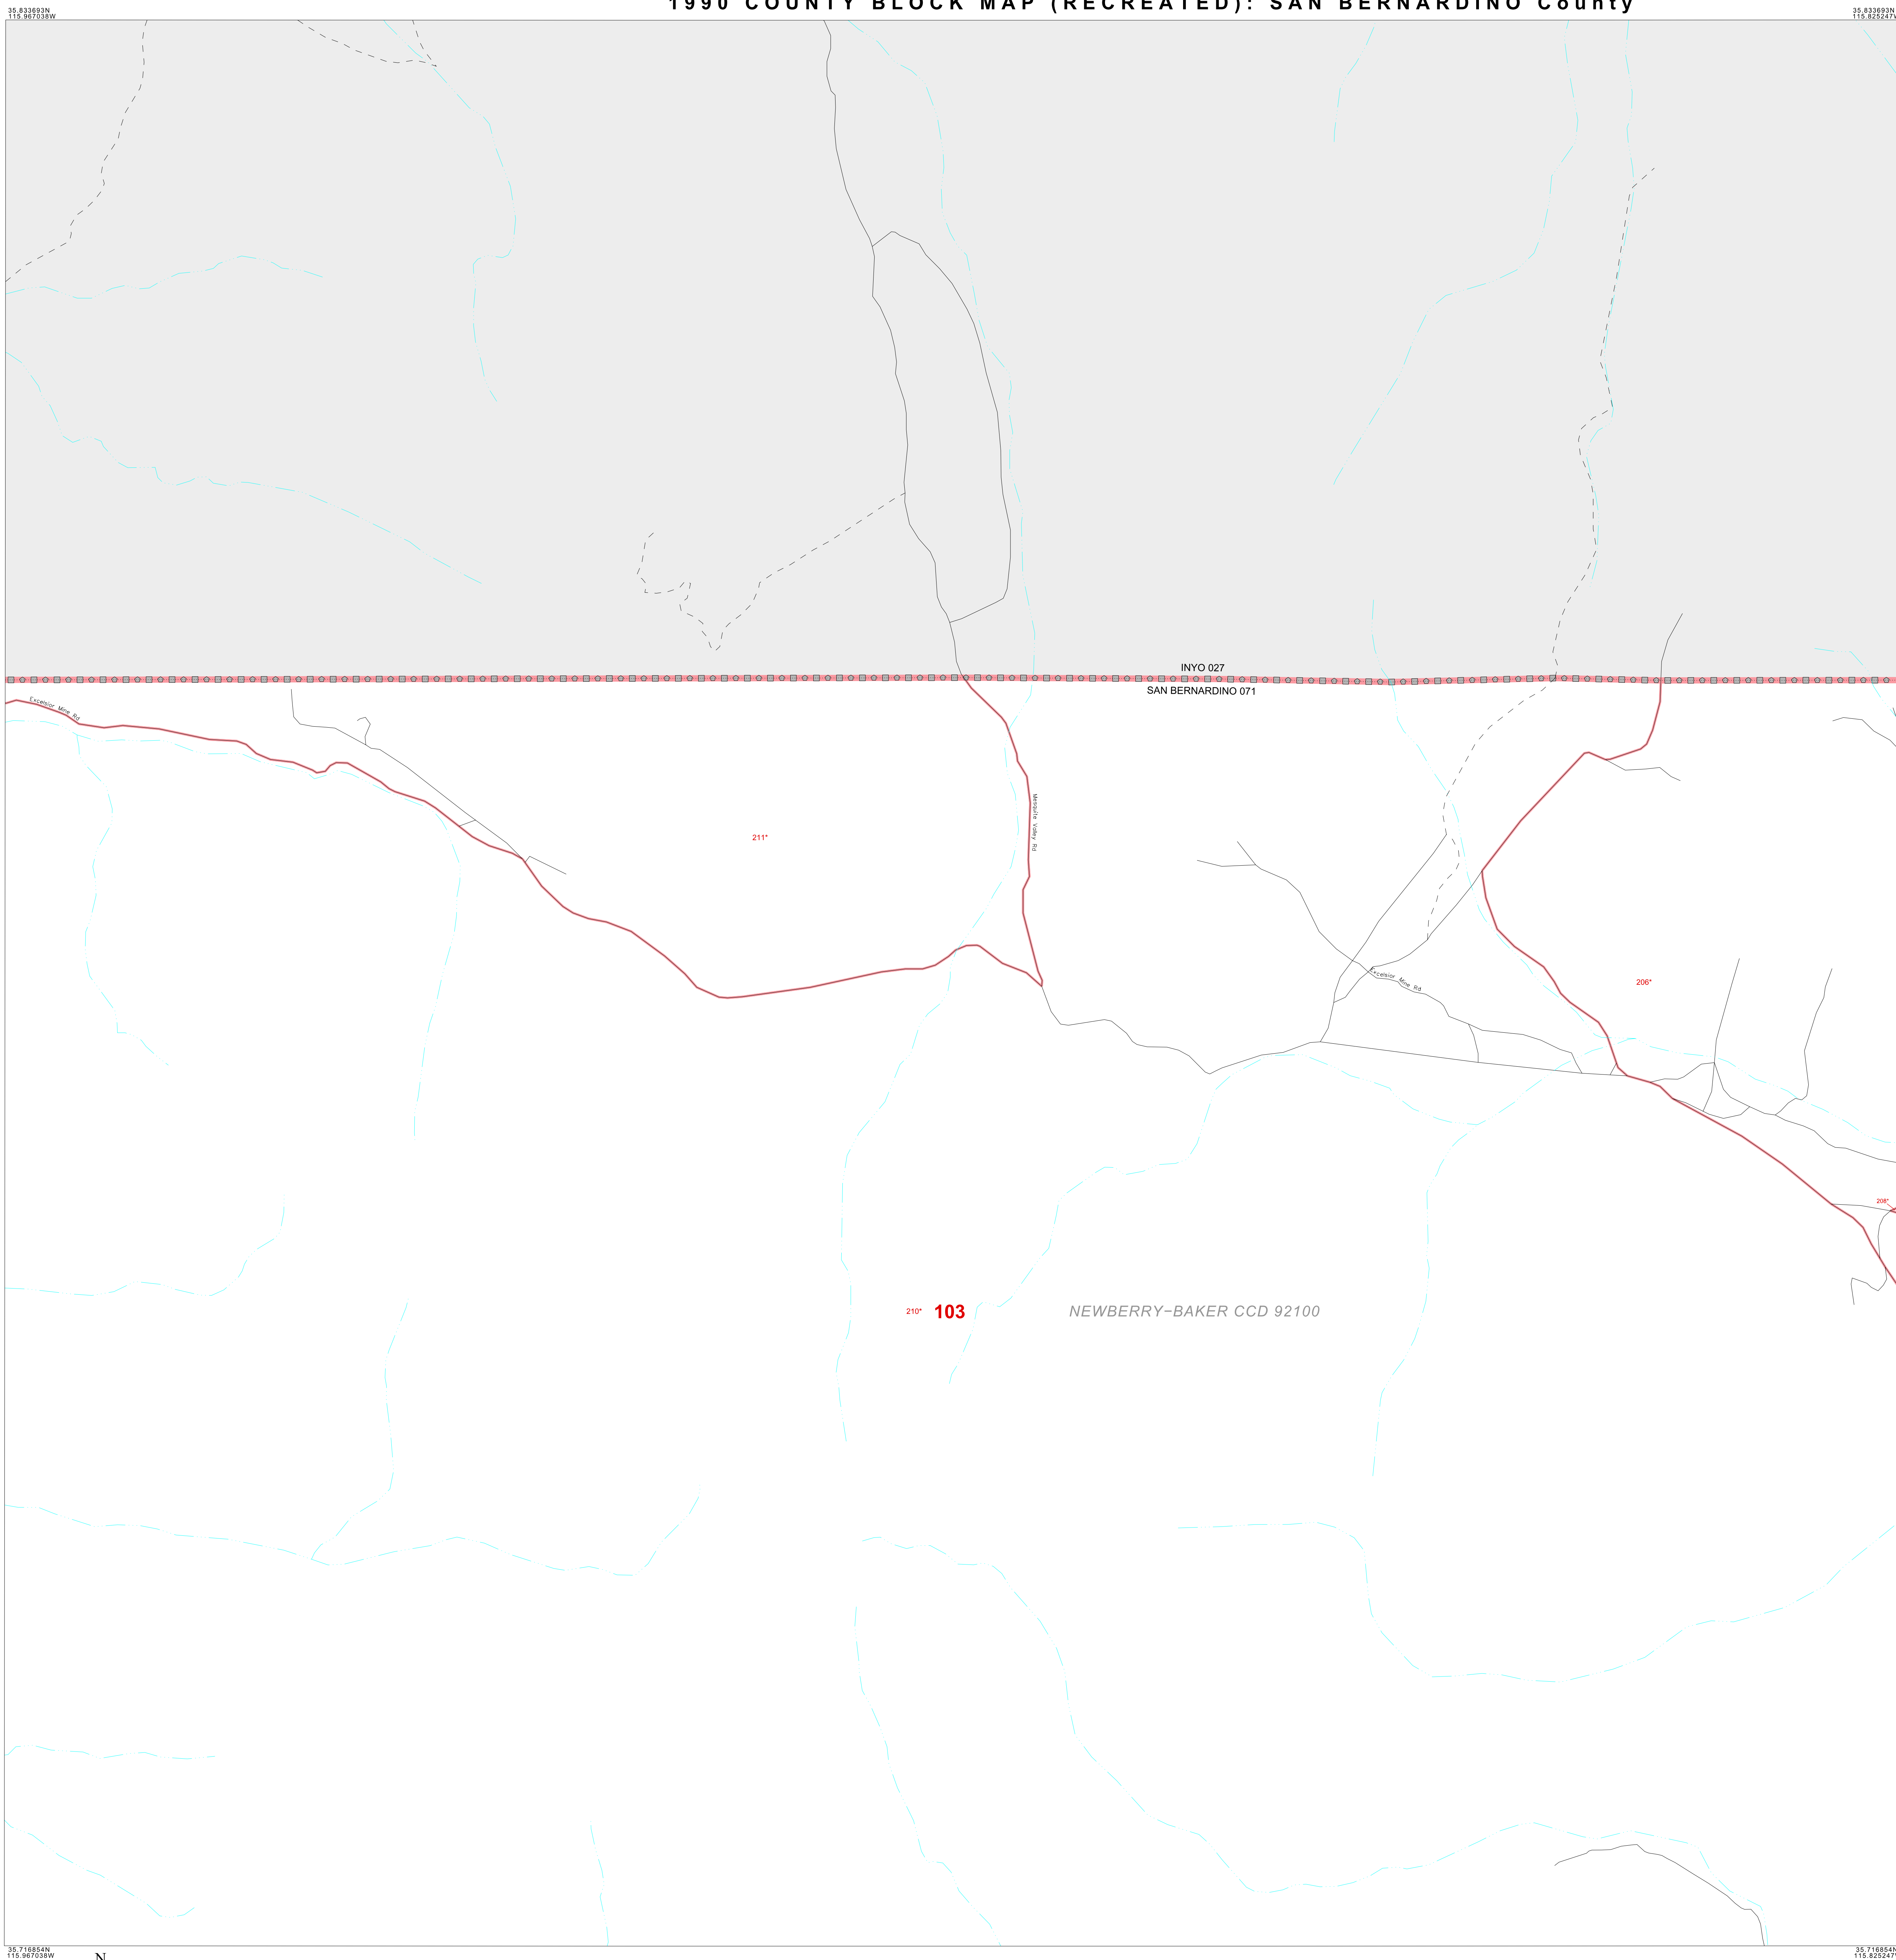 1990 COUNTY BLOCK MAP (RECREATED): SAN BERNARDINO County
35.833693N
115.967038W
35.833693N
115.825247W
INYO 027
SAN BERNARDINO 071
Excelsior Mine Rd
Mesquite Valley Rd
211*
Excelsior Mine Rd
206*
208*
210*
103
NEWBERRY-BAKER CCD 92100
35.716854N
115.967038W
N
35.716854N
115.825247W